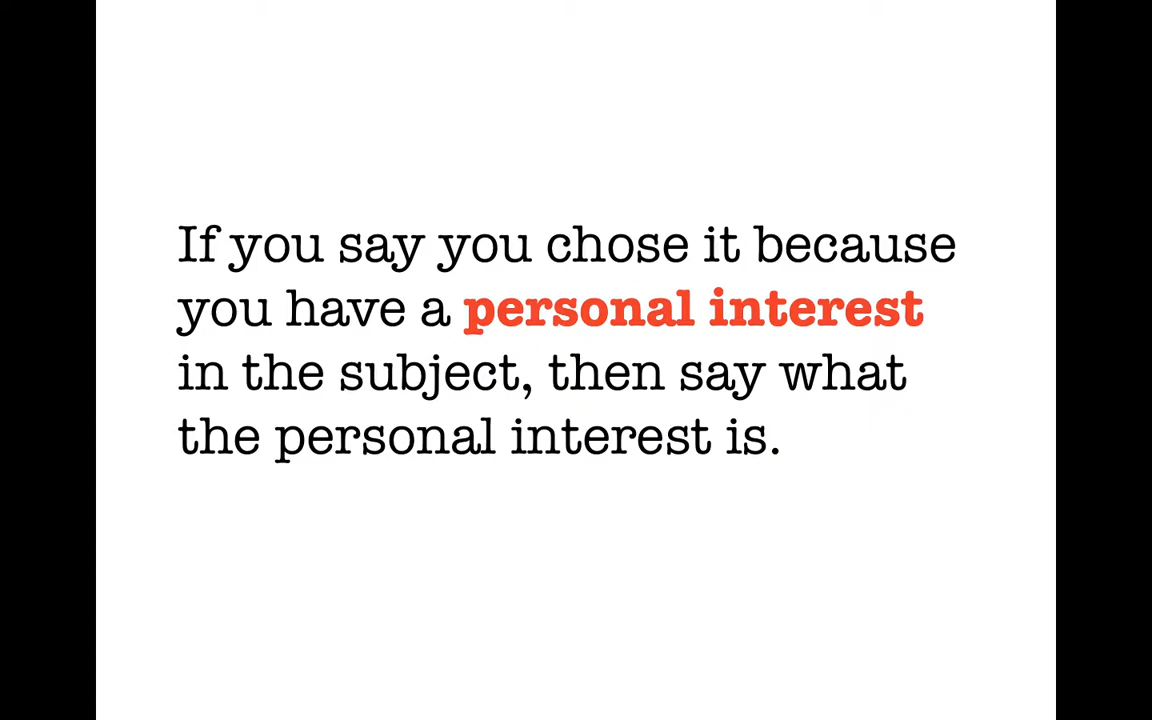 If you say you chose it because
you have a personal interest
in the subject, then say what
the personal interest is.